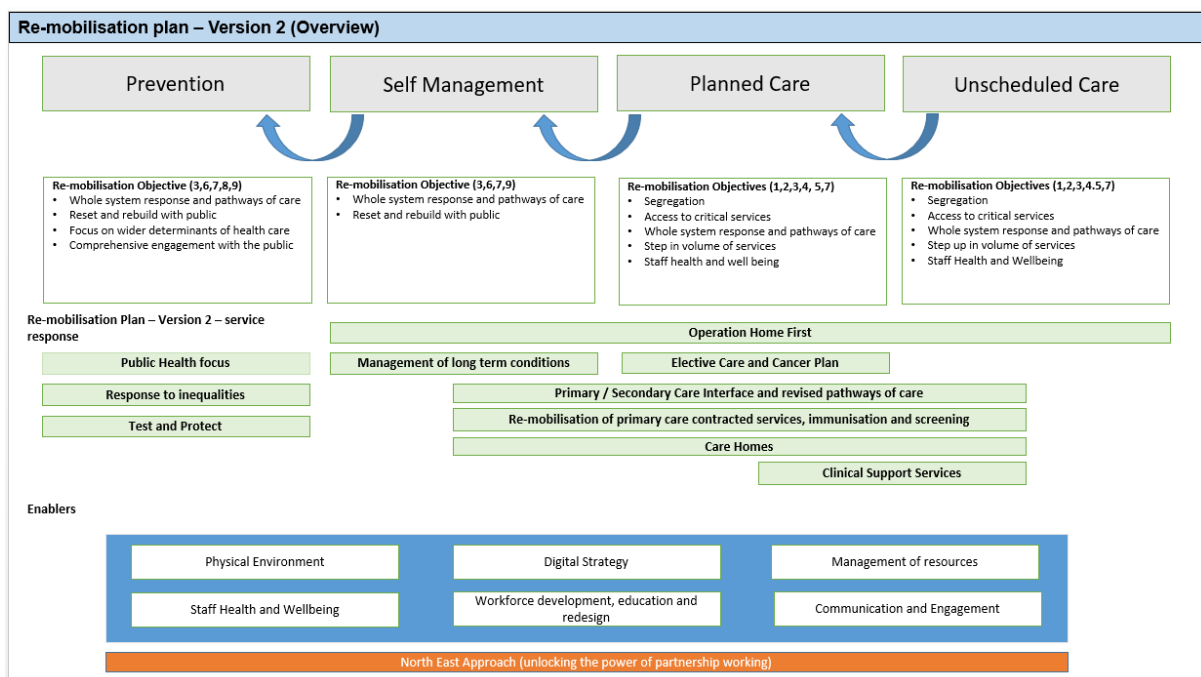 Re-mobilisation plan – Version 2 (Overview)
Prevention
Self Management
Planned Care
Unscheduled Care
Re-mobilisation Objective (3,6,7,8,9)
• Whole system response and pathways of care
• Reset and rebuild with public
• Focus on wider determinants of health care
• Comprehensive engagement with the public
Re-mobilisation Objective (3,6,7,9)
• Whole system response and pathways of care
• Reset and rebuild with public
Re-mobilisation Objectives (1,2,3,4, 5,7)
• Segregation
• Access to critical services
• Whole system response and pathways of care
• Step in volume of services
• Staff health and well being
Re-mobilisation Objectives (1,2,3,4.5,7)
• Segregation
• Access to critical services
• Whole system response and pathways of care
• Step up in volume of services
• Staff Health and Wellbeing
Re-mobilisation Plan – Version 2 – service
response
Operation Home First
Public Health focus
Management of long term conditions
Elective Care and Cancer Plan
Response to inequalities
Primary / Secondary Care Interface and revised pathways of care
Test and Protect
Re-mobilisation of primary care contracted services, immunisation and screening
Care Homes
Clinical Support Services
Enablers
Physical Environment
Digital Strategy
Management of resources
Staff Health and Wellbeing
Workforce development, education and
redesign
Communication and Engagement
North East Approach (unlocking the power of partnership working)